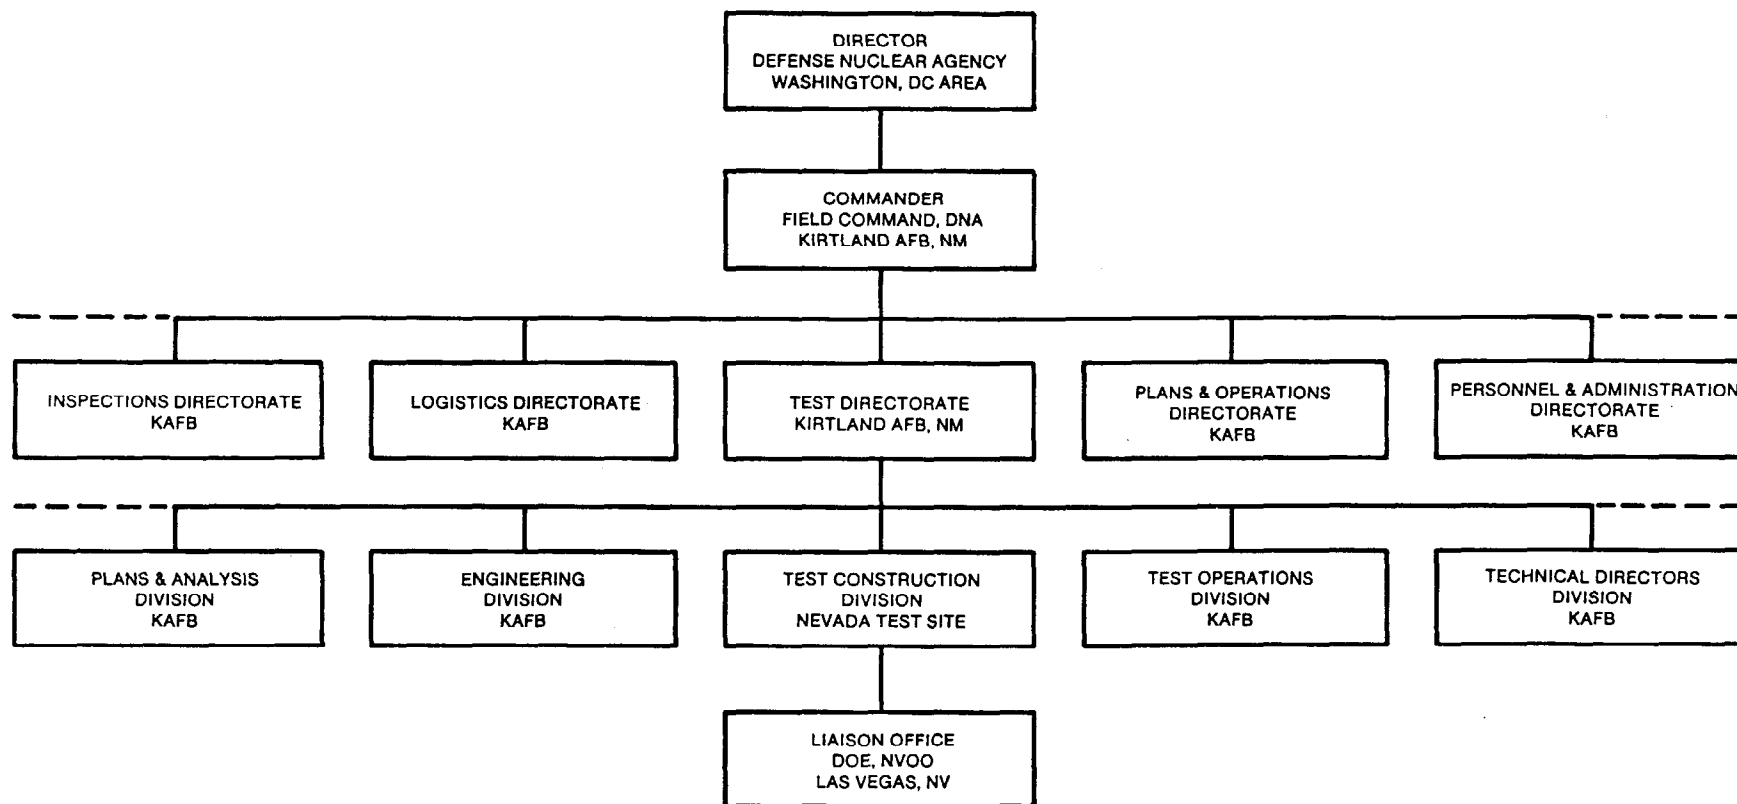 DIRECTOR
DEFENSE NUCLEAR AGENCY
WASHINGTON, DC AREA
COMMANDER
FIELD COMMAND, DNA
KIRTLAND AFB, NM
INSPECTIONS DIRECTORATE
KAFB
LOGISTICS DIRECTORATE
KAFB
TEST DIRECTORATE
KIRTLAND AFB, NM
PLANS & OPERATIONS
DIRECTORATE
KAFB
PERSONNEL & ADMINISTRATION
DIRECTORATE
KAFB
PLANS & ANALYSIS
DIVISION
KAFB
ENGINEERING
DIVISION
KAFB
TEST CONSTRUCTION
DIVISION
NEVADA TEST SITE
TEST OPERATIONS
DIVISION
KAFB
TECHNICAL DIRECTORS
DIVISION
KAFB
LIAISON OFFICE
DOE, NVOO
LAS VEGAS, NV